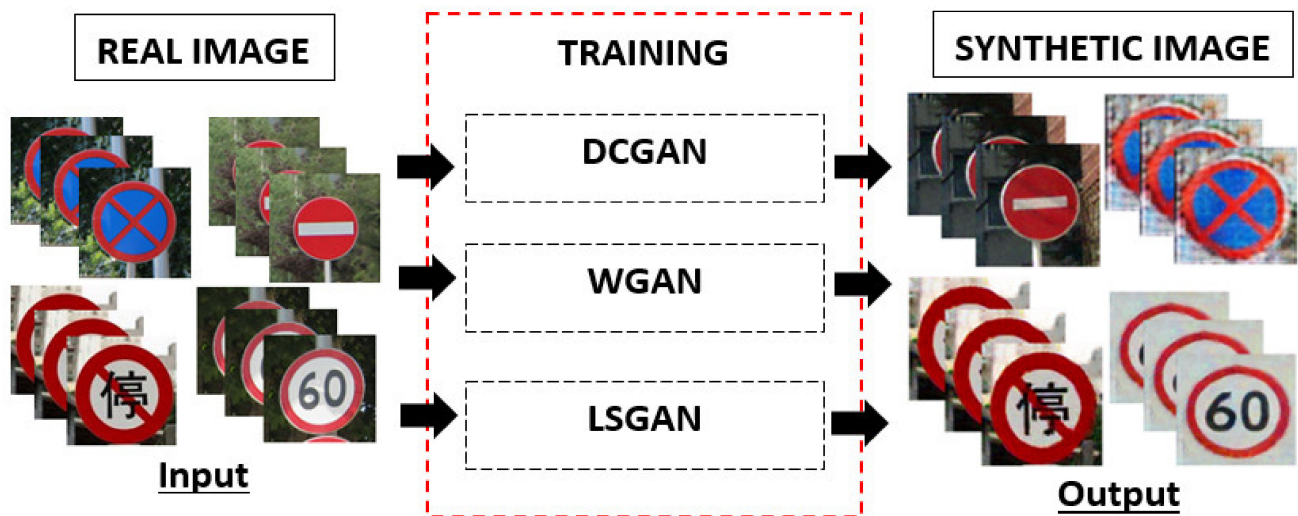 REAL IMAGE
TRAINING
SYNTHETIC IMAGE
DCGAN
WGAN
LSGAN
停
60
停
60
Input
Output